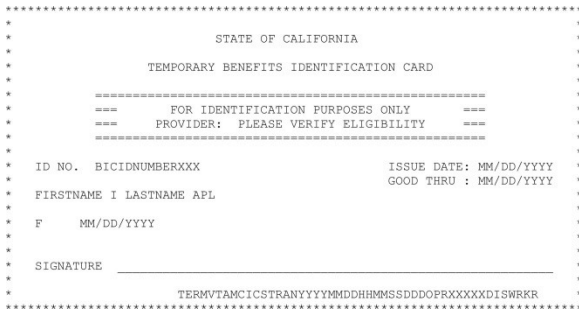 STATE OF CALIFORNIA
TEMPORARY BENEFITS IDENTIFICATION CARD
=== FOR IDENTIFICATION PURPOSES ONLY ===
=== PROVIDER: PLEASE VERIFY ELIGIBILITY ===
ID NO. BICIDNUMBERXXX ISSUE DATE: MM/DD/YYYY
GOOD THRU : MM/DD/YYYY
FIRSTNAME I LASTNAME APL
F MM/DD/YYYY
SIGNATURE
TERMVTAMCICSTRANYYYYMMDDHHMMSSDDDOPRXXXXXDISWRKR